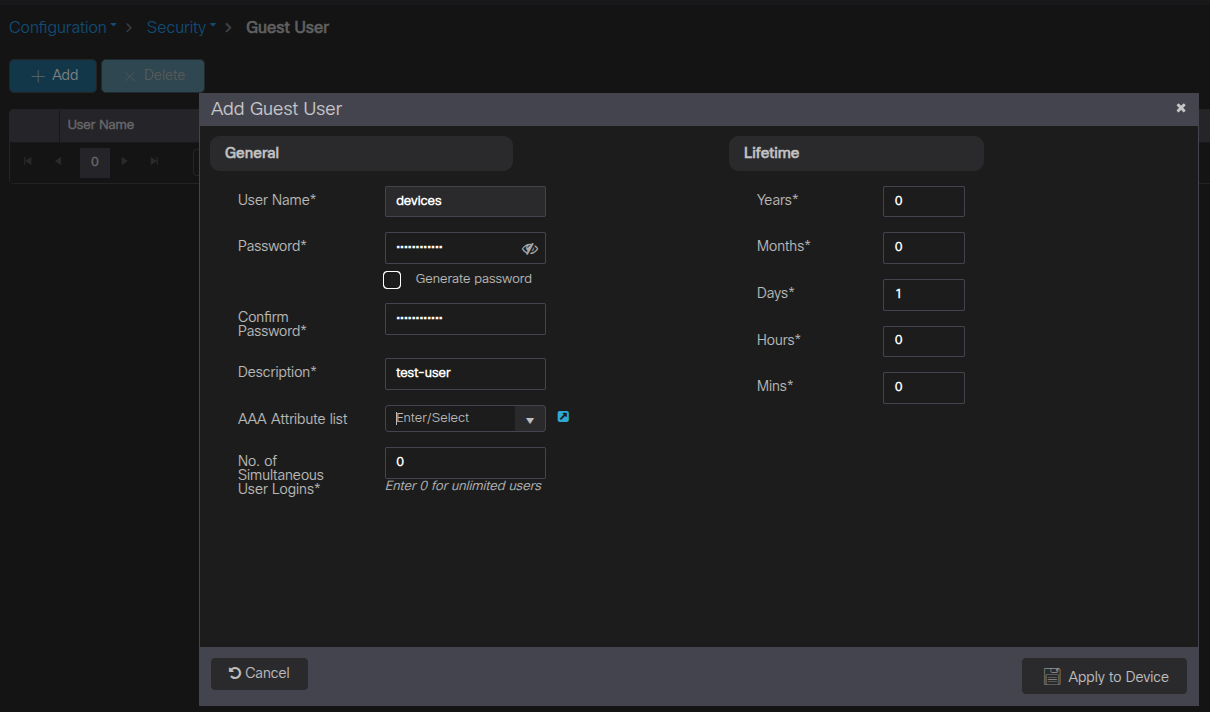 Configuration > Security > Guest User
Add Delete
User Name
0
Add Guest User
General
User Name* devices
Password* ••••••••••••
Generate password
Confirm
Password* ••••••••••••
Description* test-user
AAA Attribute list Enter/Select
No. of
Simultaneous
User Logins* 0
Enter 0 for unlimited users
Lifetime
Years* 0
Months* 0
Days* 1
Hours* 0
Mins* 0
Cancel
Apply to Device